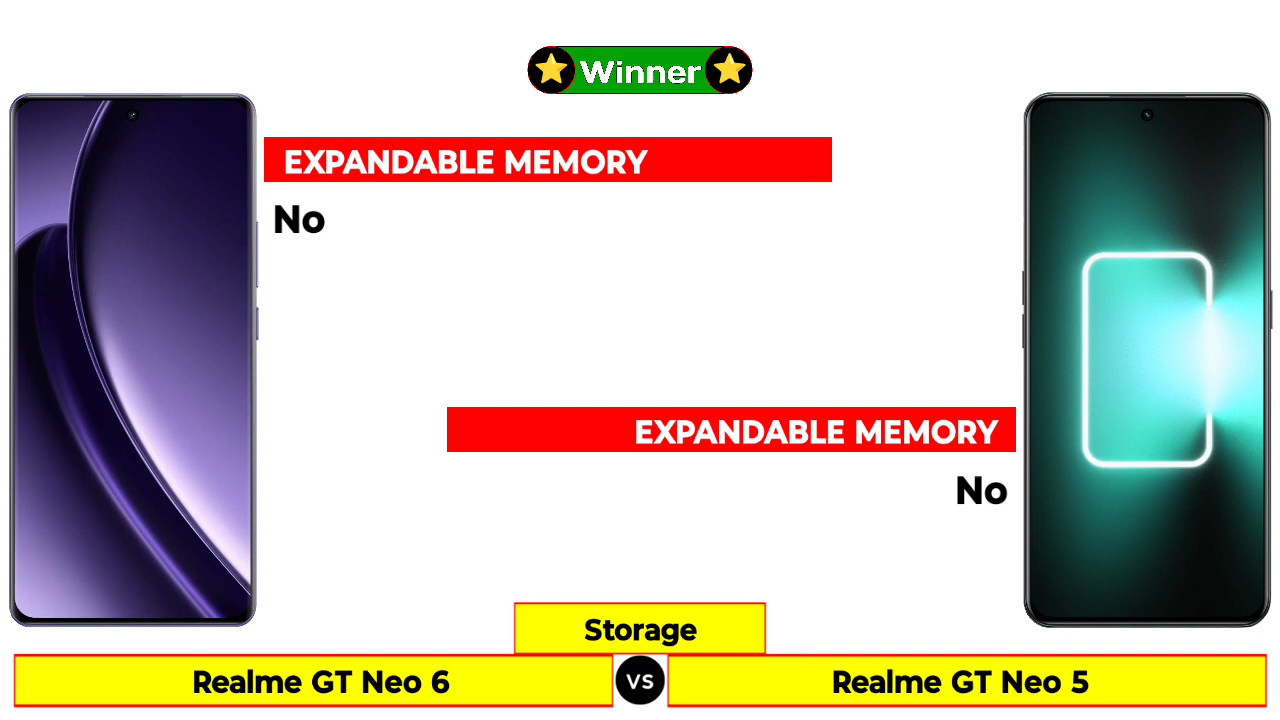 Winner
EXPANDABLE MEMORY
No
EXPANDABLE MEMORY
No
Storage
Realme GT Neo 6
VS
Realme GT Neo 5